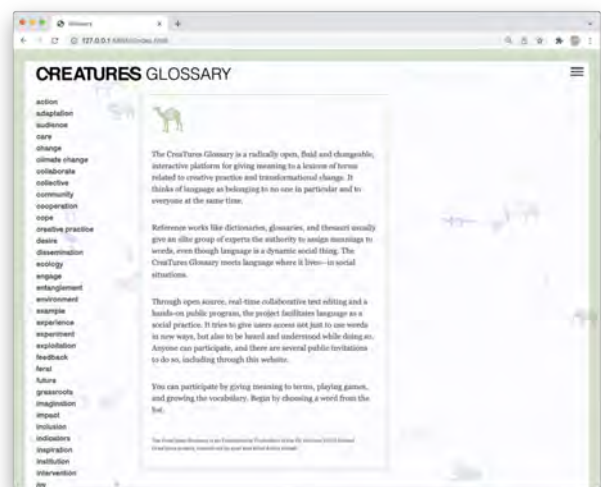 Glossary
127.0.0.1
CREATURES GLOSSARY
action
adaptation
audience
care
change
climate change
collaborate
collective
community
cooperation
cope
creative practice
desire
dissemination
ecology
engage
entanglement
environment
example
experience
experiment
exploitation
feedback
feral
future
grassroots
imagination
impact
inclusion
indicators
inspiration
institution
intervention
joy
The CreaTures Glossary is a radically open, fluid and changeable,
interactive platform for giving meaning to a lexicon of terms
related to creative practice and transformational change. It
thinks of language as belonging to no one in particular and to
everyone at the same time.
Reference works like dictionaries, glossaries, and thesauri usually
give an elite group of experts the authority to assign meanings to
words, even though language is a dynamic social thing. The
CreaTures Glossary meets language where it lives—in social
situations.
Through open source, real-time collaborative text editing and a
hands-on public program, the project facilitates language as a
social practice. It tries to give users access not just to use words
in new ways, but also to be heard and understood while doing so.
Anyone can participate, and there are several public invitations
to do so, including through this website.
You can participate by giving meaning to terms, playing games,
and growing the vocabulary. Begin by choosing a word from the
list.